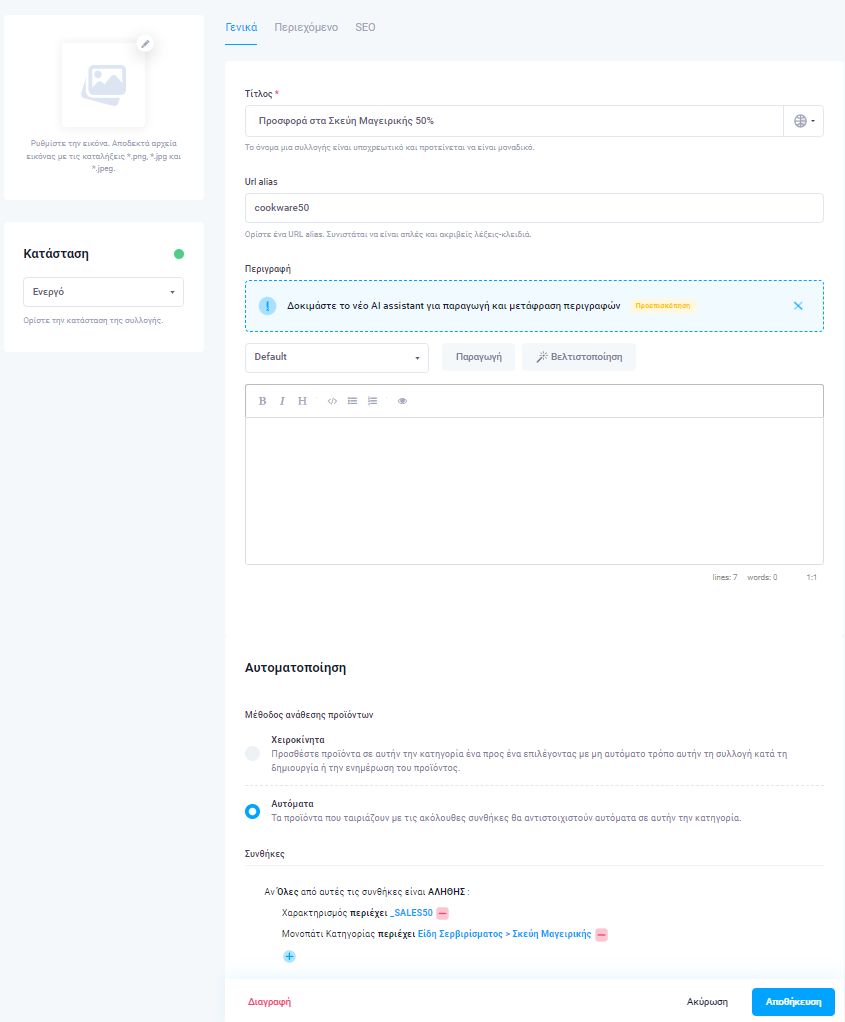 Γενικά Περιεχόμενο SEO
Ρυθμίστε την εικόνα. Αποδεκτά αρχεία
εικόνας με τις καταλήξεις *.png, *.jpg και
*.jpeg.
Κατάσταση
Ενεργό
Ορίστε την κατάσταση της συλλογής.
Τίτλος *
Προσφορά στα Σκεύη Μαγειρικής 50%
Το όνομα μια συλλογής είναι υποχρεωτικό και προτείνεται να είναι μοναδικό.
Url alias
cookware50
Ορίστε ένα URL alias. Συνιστάται να είναι απλές και ακριβείς λέξεις-κλειδιά.
Περιγραφή
Δοκιμάστε το νέο AI assistant για παραγωγή και μετάφραση περιγραφών Προεπισκόπηση
Default Παραγωγή Βελτιστοποίηση
B I H
lines: 7 words: 0 1:1
Αυτοματοποίηση
Μέθοδος ανάθεσης προϊόντων
Χειροκίνητα
Προσθέστε προϊόντα σε αυτήν την κατηγορία ένα προς ένα επιλέγοντας με μη αυτόματο τρόπο αυτήν τη συλλογή κατά τη
δημιουργία ή την ενημέρωση του προϊόντος.
Αυτόματα
Τα προϊόντα που ταιριάζουν με τις ακόλουθες συνθήκες θα αντιστοιχιστούν αυτόματα σε αυτήν την κατηγορία.
Συνθήκες
Αν Όλες από αυτές τις συνθήκες είναι ΑΛΗΘΗΣ :
Χαρακτηρισμός περιέχει _SALES50
Μονοπάτι Κατηγορίας περιέχει Είδη Σερβιρίσματος > Σκεύη Μαγειρικής
Διαγραφή Ακύρωση Αποθήκευση